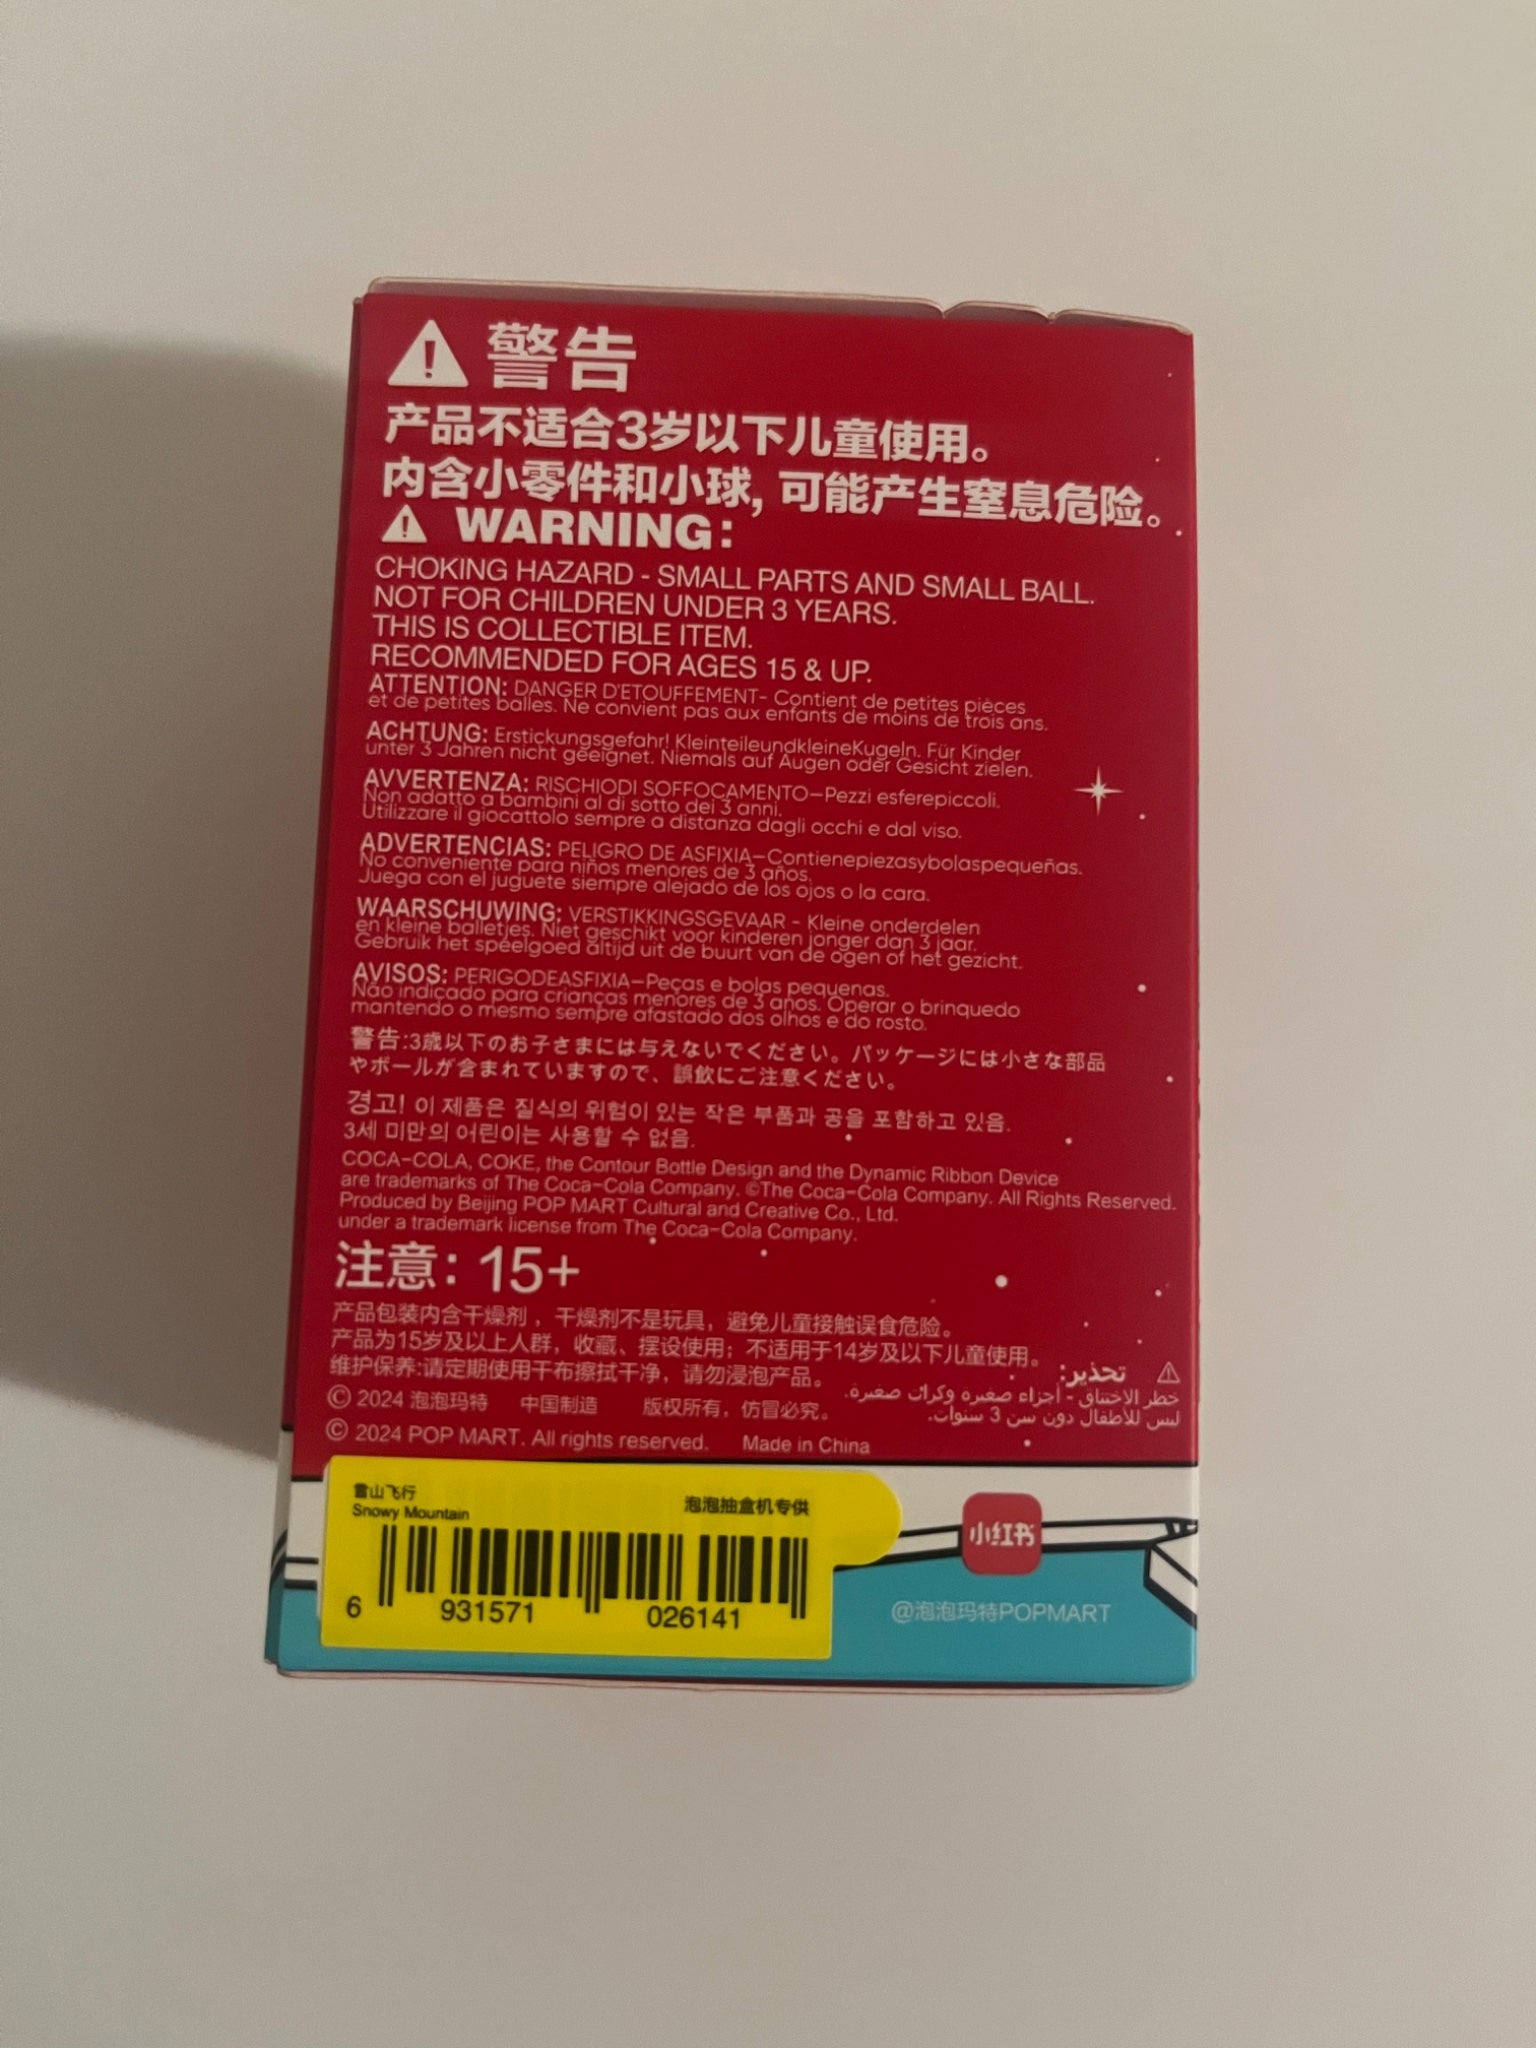 警告
产品不适合3岁以下儿童使用。
内含小零件和小球，可能产生窒息危险。
WARNING:
CHOKING HAZARD - SMALL PARTS AND SMALL BALL.
NOT FOR CHILDREN UNDER 3 YEARS.
THIS IS COLLECTIBLE ITEM.
RECOMMENDED FOR AGES 15 & UP.
ATTENTION: DANGER D'ETOUFFEMENT- Contient de petites pièces
et de petites balles. Ne convient pas aux enfants de moins de trois ans.
ACHTUNG: Erstickungsgefahr! KleinteileundkleineKugeln. Für Kinder
unter 3 Jahren nicht geeignet. Niemals auf Augen oder Gesicht zielen.
AVVERTENZA: RISCHIODI SOFFOCAMENTO—Pezzi esferepiccoli.
Non adatto a bambini al di sotto dei 3 anni.
Utilizzare il giocattolo sempre a distanza dagli occhi e dal viso.
ADVERTENCIAS: PELIGRO DE ASFIXIA—Contienepiezasybolaspequeñas.
No conveniente para niños menores de 3 años.
Juega con el juguete siempre alejado de los ojos o la cara.
WAARSCHUWING: VERSTIKKINGSGEVAAR - Kleine onderdelen
en kleine balletjes. Niet geschikt voor kinderen jonger dan 3 jaar.
Gebruik het speelgoed altijd uit de buurt van de ogen of het gezicht.
AVISOS: PERIGODEASFIXIA—Peças e bolas pequenas.
Não indicado para crianças menores de 3 anos. Operar o brinquedo
mantendo o mesmo sempre afastado dos olhos e do rosto.
警告:3歳以下のお子さまには与えないでください。パッケージには小さな部品
やボールが含まれていますので、誤飲にご注意ください。
경고! 이 제품은 질식의 위험이 있는 작은 부품과 공을 포함하고 있음.
3세 미만의 어린이는 사용할 수 없음.
COCA-COLA, COKE, the Contour Bottle Design and the Dynamic Ribbon Device
are trademarks of The Coca-Cola Company. ©The Coca-Cola Company. All Rights Reserved.
Produced by Beijing POP MART Cultural and Creative Co., Ltd.
under a trademark license from The Coca-Cola Company.
注意: 15+
产品包装内含干燥剂，干燥剂不是玩具，避免儿童接触误食危险。
产品为15岁及以上人群，收藏、摆设使用；不适用于14岁及以下儿童使用。
维护保养:请定期使用干布擦拭干净，请勿浸泡产品。
تحذير:
خطر الاختناق - أجزاء صغيرة وكرات صغيرة.
ليس للأطفال دون سن 3 سنوات.
© 2024 泡泡玛特 中国制造 版权所有，仿冒必究。
© 2024 POP MART. All rights reserved. Made in China
雪山飞行
Snowy Mountain
泡泡抽盒机专供
6 931571 026141
小红书
@泡泡玛特POPMART